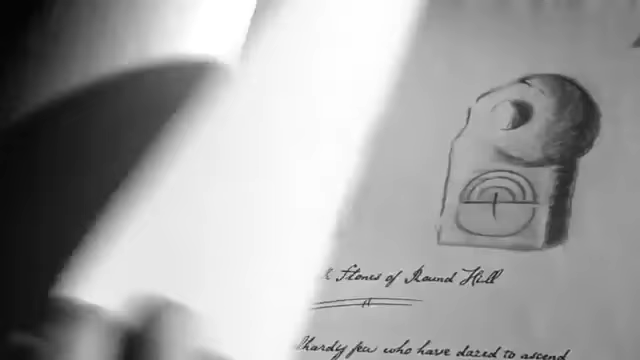 Stones of Round Hill
hardy few who have dared to ascend